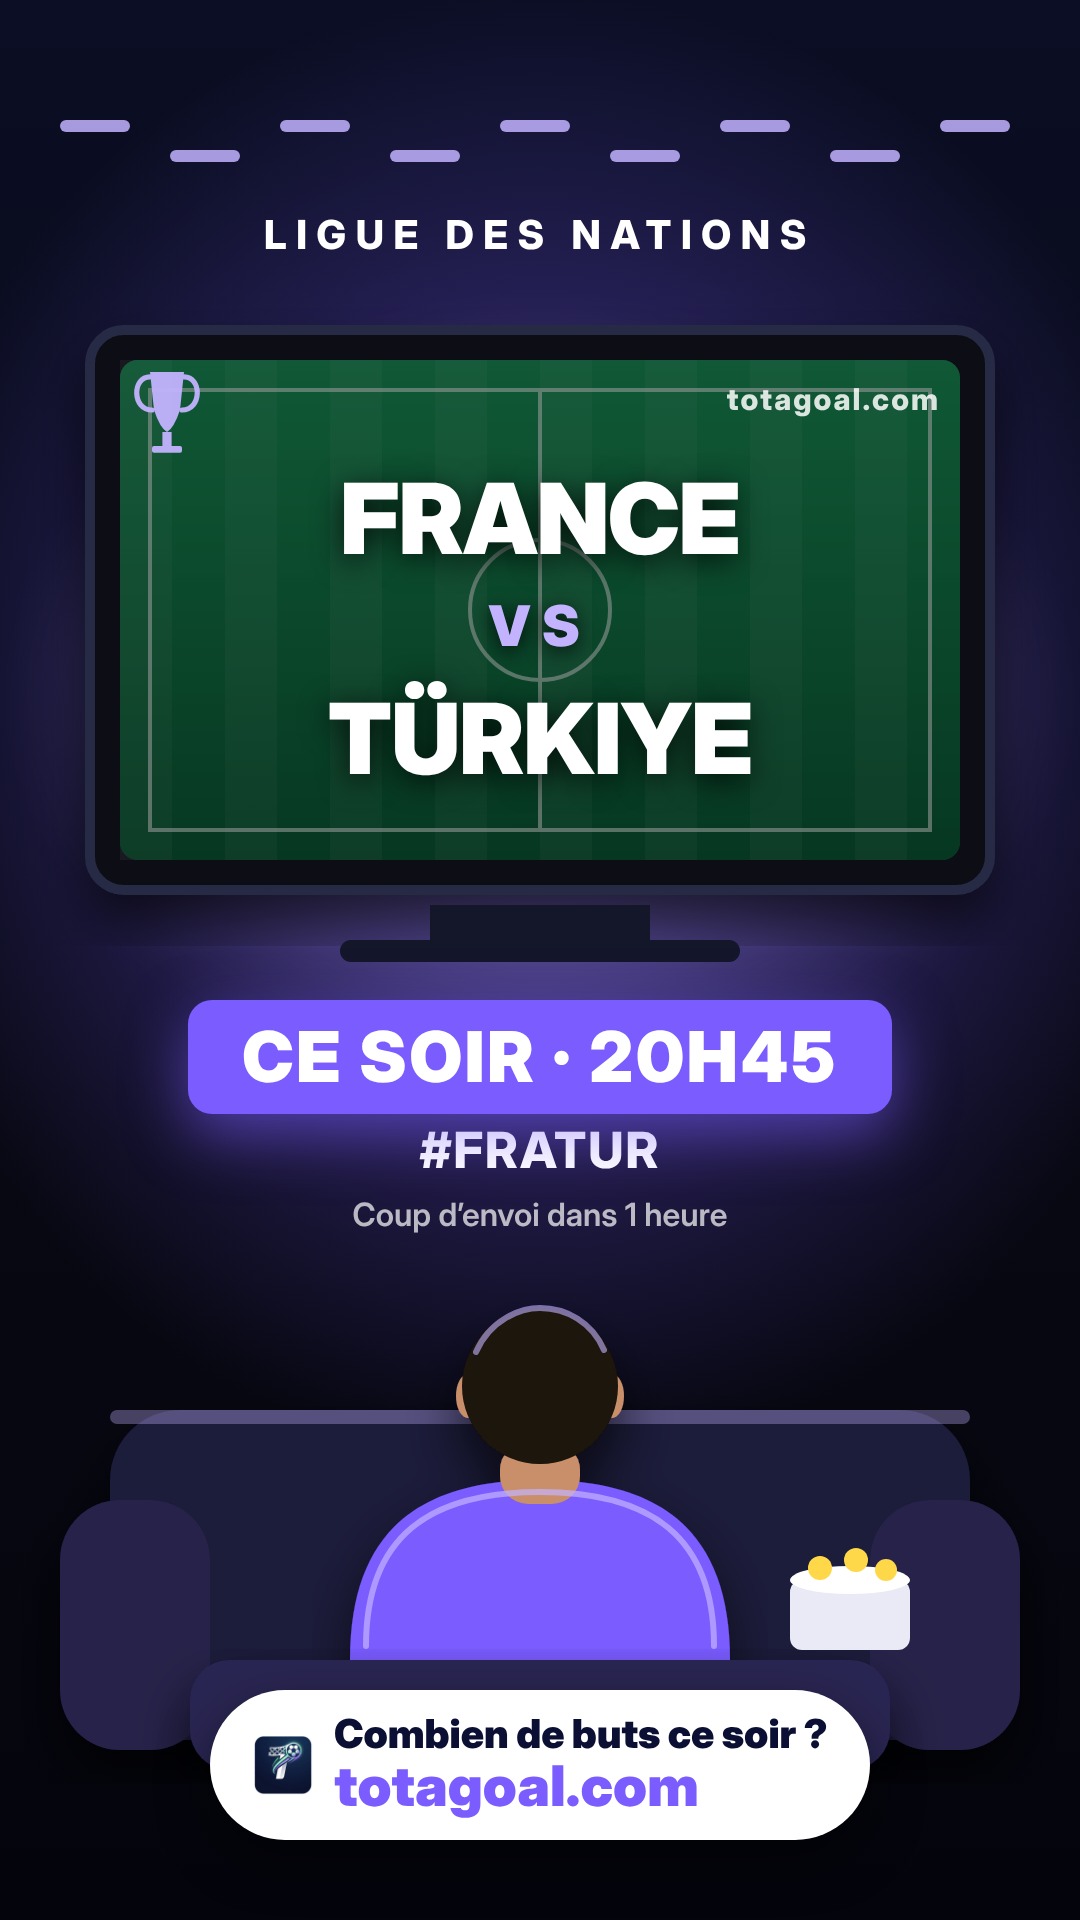 LIGUE DES NATIONS
totagoal.com
FRANCE
VS
TÜRKIYE
CE SOIR · 20H45
#FRATUR
Coup d’envoi dans 1 heure
Combien de buts ce soir ?
totagoal.com